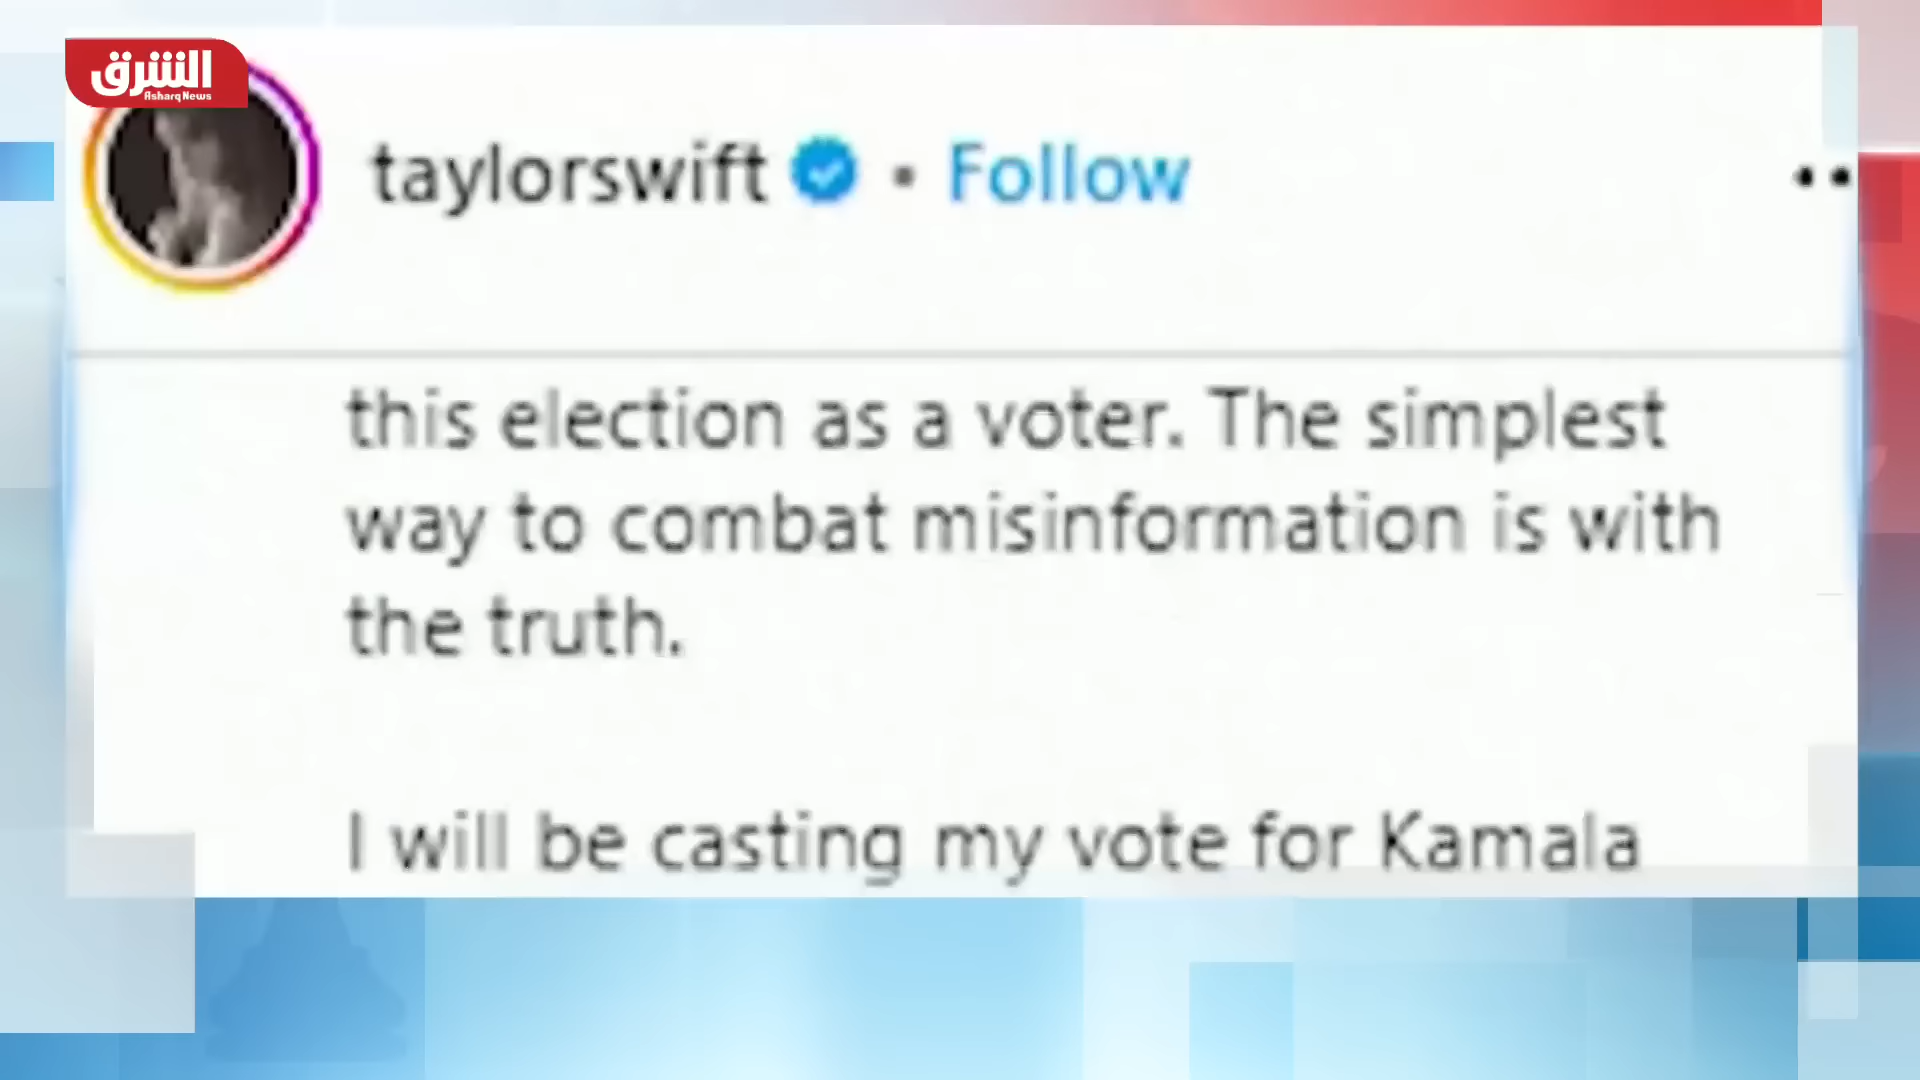 الشرق
Asharq News
taylorswift • Follow
this election as a voter. The simplest
way to combat misinformation is with
the truth.
I will be casting my vote for Kamala